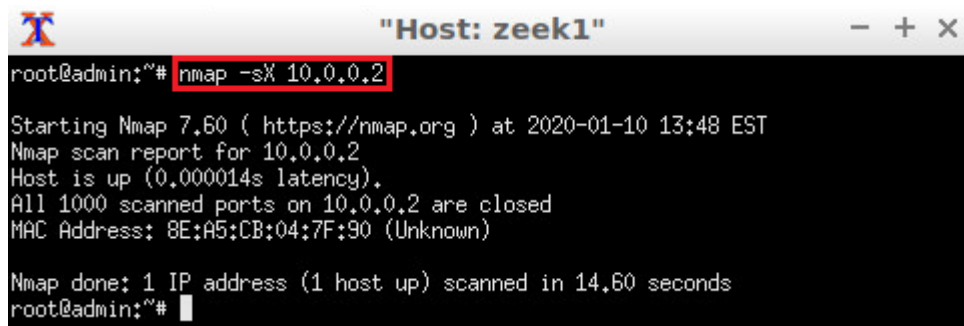 "Host: zeek1"
root@admin:~# nmap -sX 10.0.0.2
Starting Nmap 7.60 ( https://nmap.org ) at 2020-01-10 13:48 EST
Nmap scan report for 10.0.0.2
Host is up (0.000014s latency).
All 1000 scanned ports on 10.0.0.2 are closed
MAC Address: 8E:A5:CB:04:7F:90 (Unknown)
Nmap done: 1 IP address (1 host up) scanned in 14.60 seconds
root@admin:~#